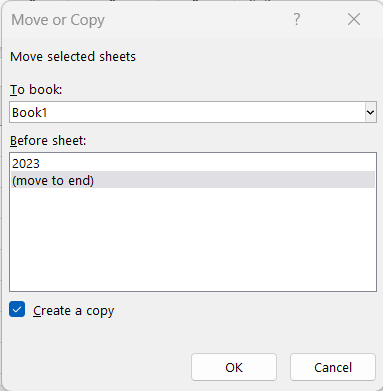 Move or Copy ?
Move selected sheets
To book:
Book1
Before sheet:
2023
(move to end)
Create a copy
OK Cancel